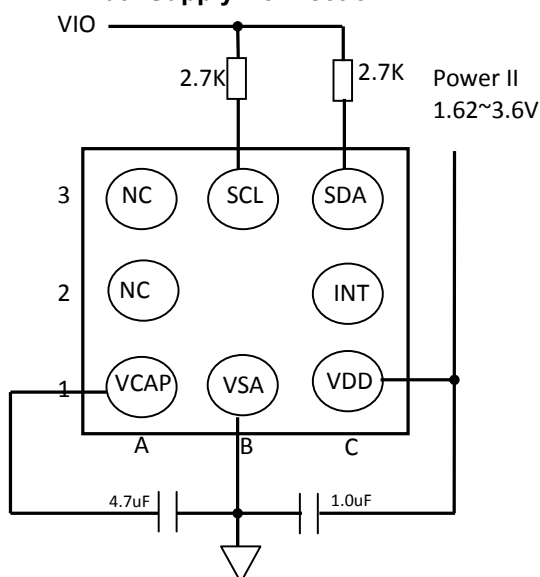 VIO
2.7K 2.7K Power II
1.62~3.6V
3 NC SCL SDA
2 NC INT
1 VCAP VSA VDD
A B C
4.7uF 1.0uF